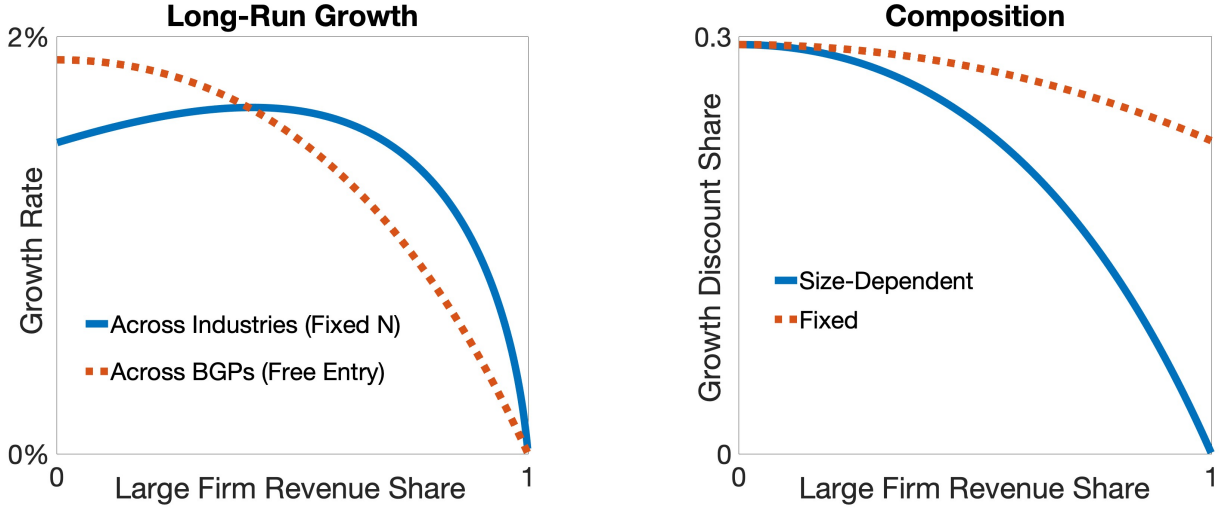 Long-Run Growth
2%
Growth Rate
Across Industries (Fixed N)
Across BGPs (Free Entry)
0%
0
1
Large Firm Revenue Share
Composition
0.3
Growth Discount Share
Size-Dependent
Fixed
0
0
1
Large Firm Revenue Share